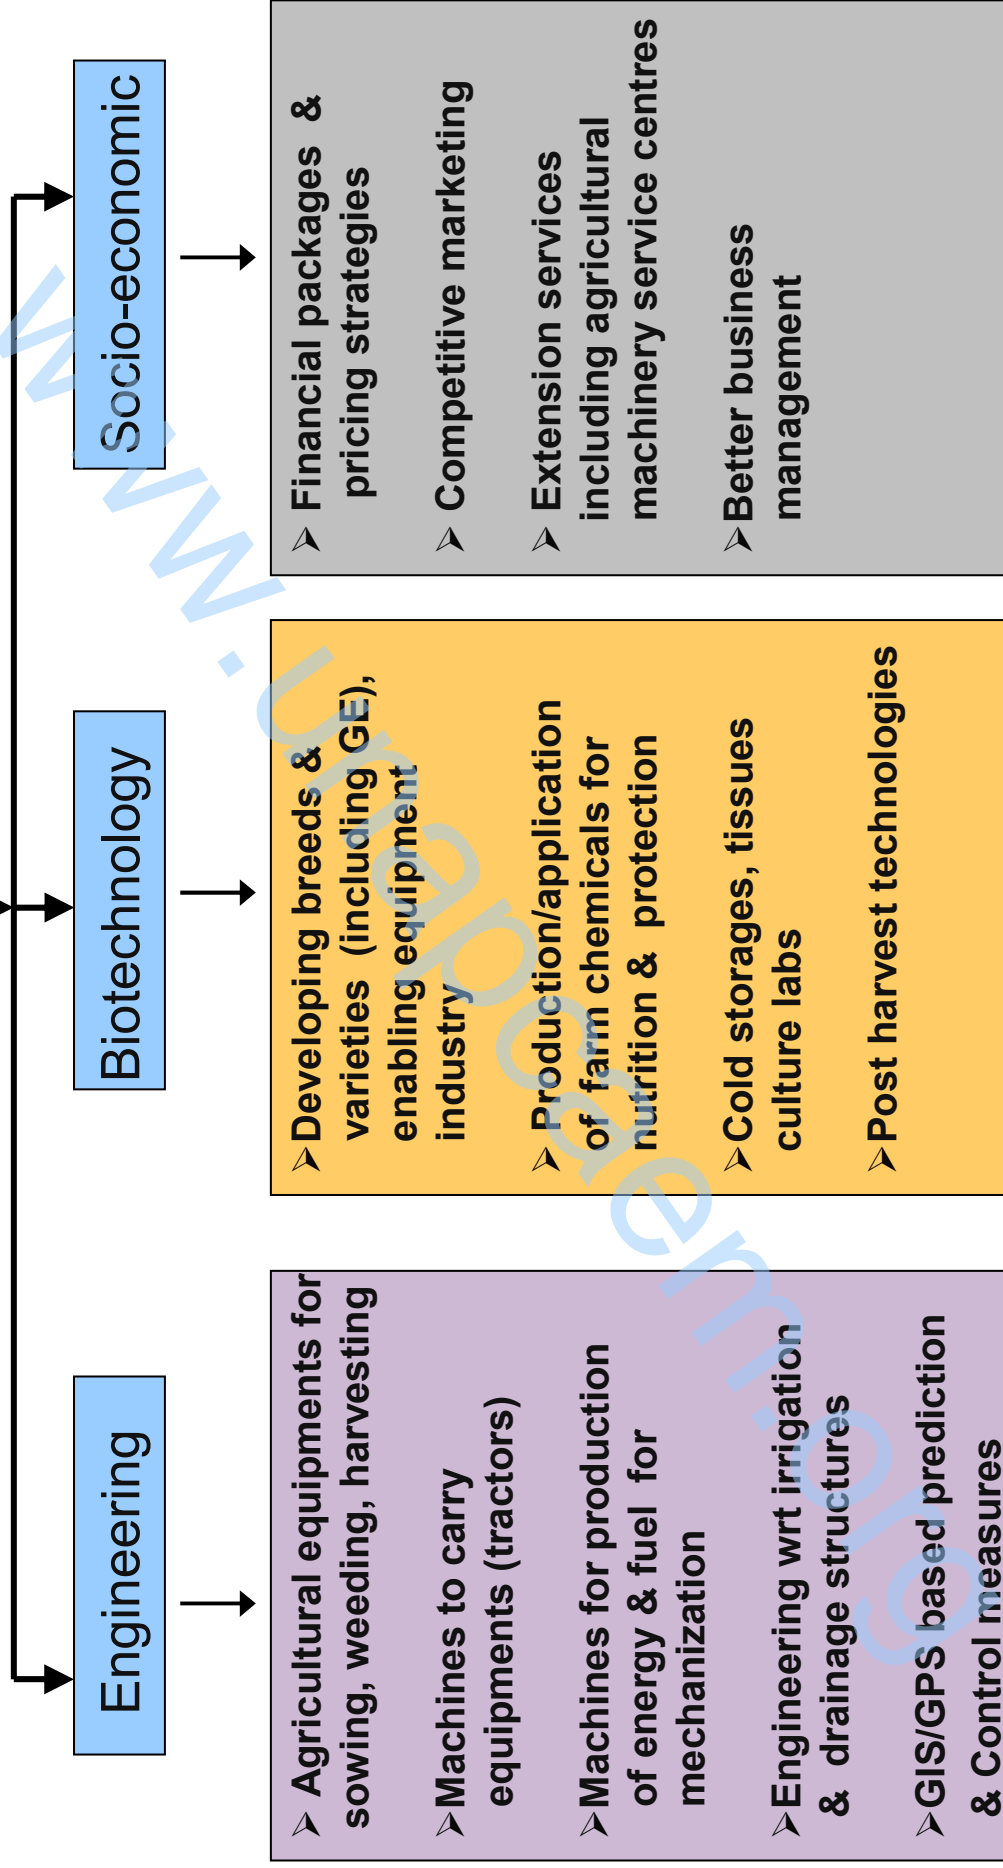 Engineering
Biotechnology
Socio-economic
➢ Agricultural equipments for
sowing, weeding, harvesting
➢Machines to carry
equipments (tractors)
➢Machines for production
of energy & fuel for
mechanization
➢Engineering wrt irrigation
& drainage structures
➢GIS/GPS based prediction
& Control measures
➢Developing breeds &
varieties (including GE),
enabling equipment
industry
➢Production/application
of farm chemicals for
nutrition & protection
➢Cold storages, tissues
culture labs
➢Post harvest technologies
➢ Financial packages &
pricing strategies
➢ Competitive marketing
➢ Extension services
including agricultural
machinery service centres
➢Better business
management
www.unapcaem.org